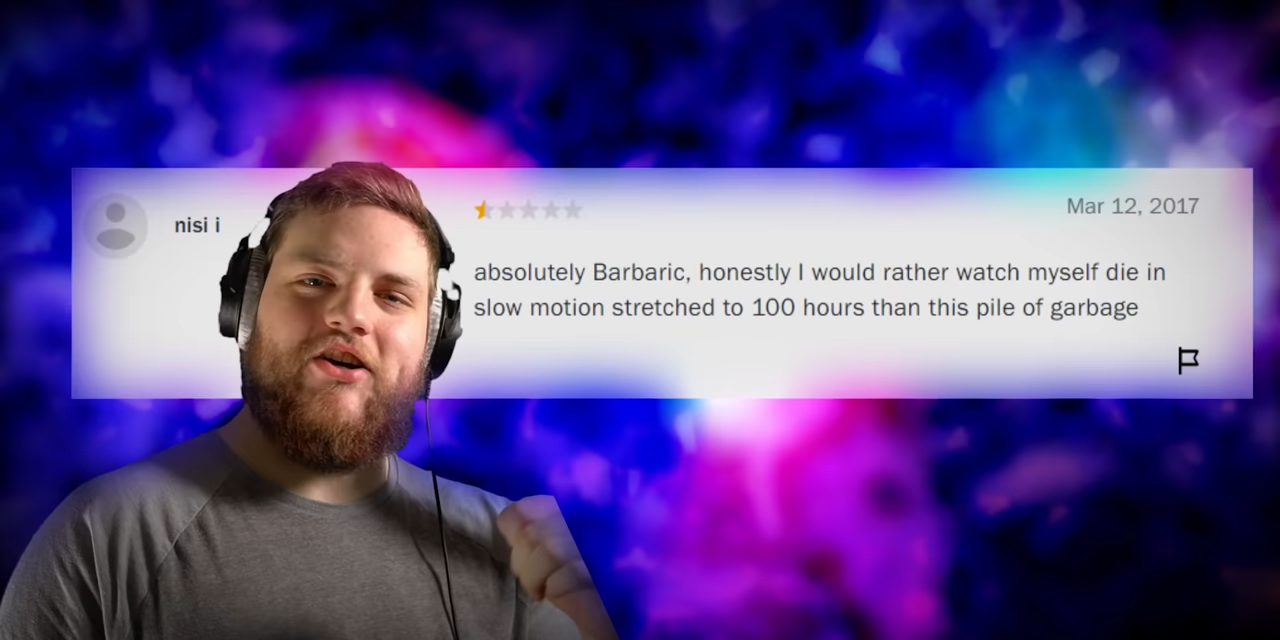 nisi i
Mar 12, 2017
absolutely Barbaric, honestly I would rather watch myself die in
slow motion stretched to 100 hours than this pile of garbage